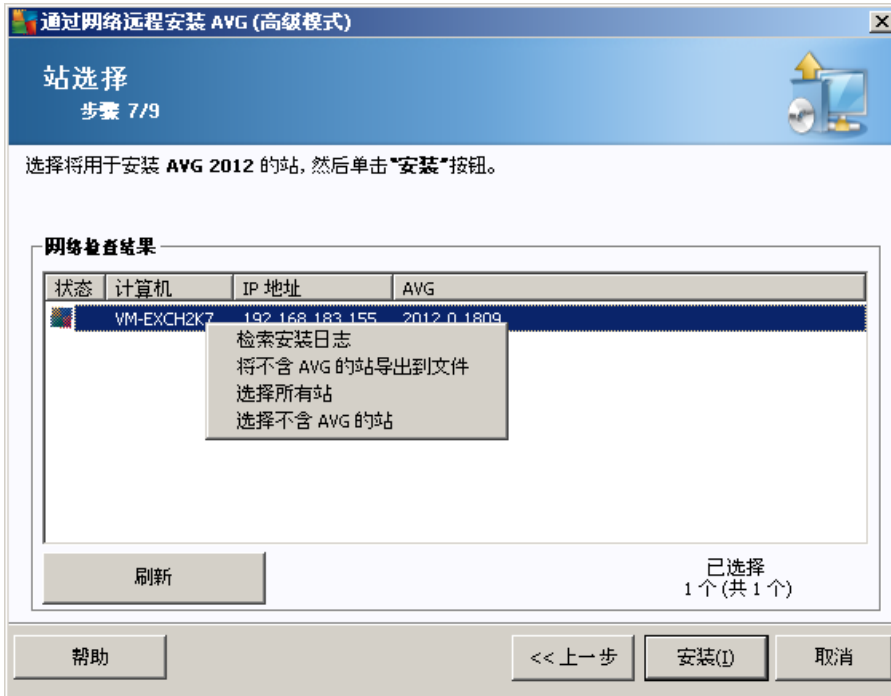 通过网络远程安装 AVG (高级模式)
站选择
步骤 7/9
选择将用于安装 AVG 2012 的站, 然后单击"安装"按钮。
网络检查结果
状态 计算机 IP 地址 AVG
VM-EXCH2K7 192.168.183.155 2012.0.1809
检索安装日志
将不含 AVG 的站导出到文件
选择所有站
选择不含 AVG 的站
刷新
已选择
1 个 (共 1 个)
帮助 << 上一步 安装(I) 取消